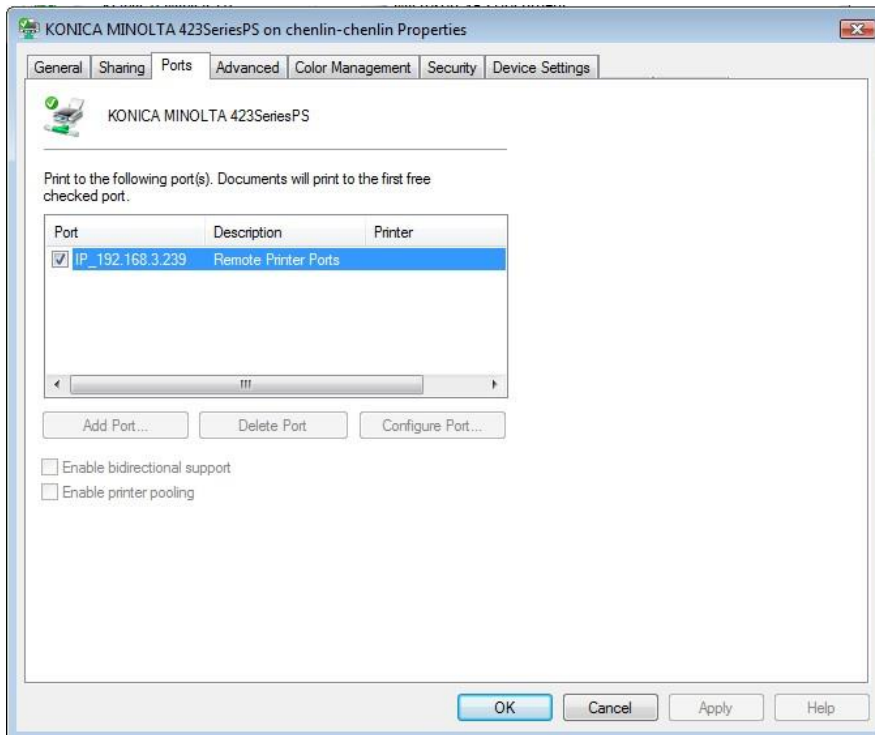 KONICA MINOLTA 423SeriesPS on chenlin-chenlin Properties
General Sharing Ports Advanced Color Management Security Device Settings
KONICA MINOLTA 423SeriesPS
Print to the following port(s). Documents will print to the first free
checked port.
Port Description Printer
IP_192.168.3.239 Remote Printer Ports
Add Port... Delete Port Configure Port...
Enable bidirectional support
Enable printer pooling
OK Cancel Apply Help